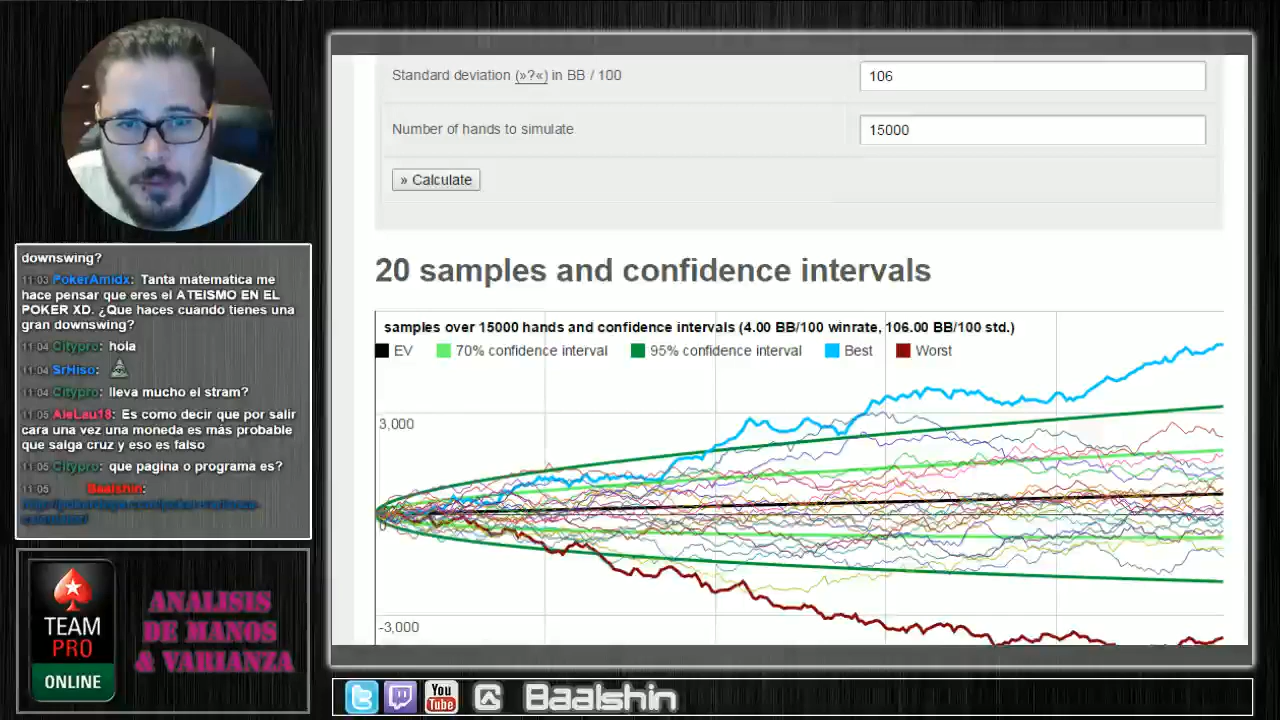 downswing?
11:03 PokerAmidx: Tanta matematica me
hace pensar que eres el ATEISMO EN EL
POKER XD. ¿Que haces cuando tienes una
gran downswing?
11:04 Citypro: hola
11:04 SrHiso:
11:04 Citypro: lleva mucho el stram?
11:05 AleLau18: Es como decir que por salir
cara una vez una moneda es más probable
que salga cruz y eso es falso
11:05 Citypro: que pagina o programa es?
11:05 Baalshin:
TEAM
PRO
ONLINE
ANALISIS
DE MANOS
& VARIANZA
Standard deviation (»?«) in BB / 100
106
Number of hands to simulate
15000
» Calculate
20 samples and confidence intervals
samples over 15000 hands and confidence intervals (4.00 BB/100 winrate, 106.00 BB/100 std.)
EV 70% confidence interval 95% confidence interval Best Worst
3,000
-3,000
You
Tube
Baalshin